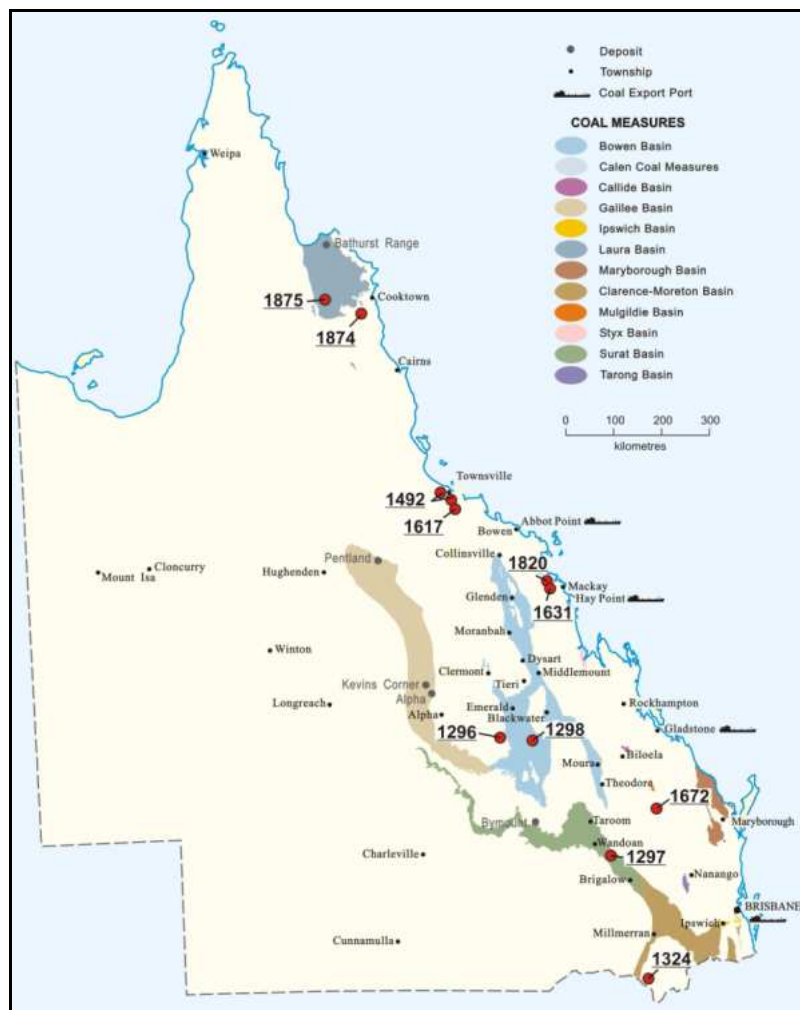 Deposit
Township
Coal Export Port
COAL MEASURES
Bowen Basin
Calen Coal Measures
Callide Basin
Galilee Basin
Ipswich Basin
Laura Basin
Maryborough Basin
Clarence-Moreton Basin
Mulgildie Basin
Styx Basin
Surat Basin
Tarong Basin
0 100 200 300
kilometres
Weipa
Bathurst Range
1875
Cooktown
1874
Cairns
Townsville
1492
1617
Abbot Point
Bowen
Collinsville
Pentland
1820
Cloncurry
Mount Isa
Hughenden
Mackay
Glenden
Hay Point
1631
Moranbah
Winton
Dysart
Clermont
Middlemount
Tieri
Kevins Corner
Alpha
Longreach
Emerald
Rockhampton
Alpha
Blackwater
1296
1298
Gladstone
Biloela
Moura
Theodore
1672
Bymount
Taroom
Maryborough
Wandoan
Charleville
1297
Brigalow
Nanango
BRISBANE
Ipswich
Millmerran
Cunnamulla
1324